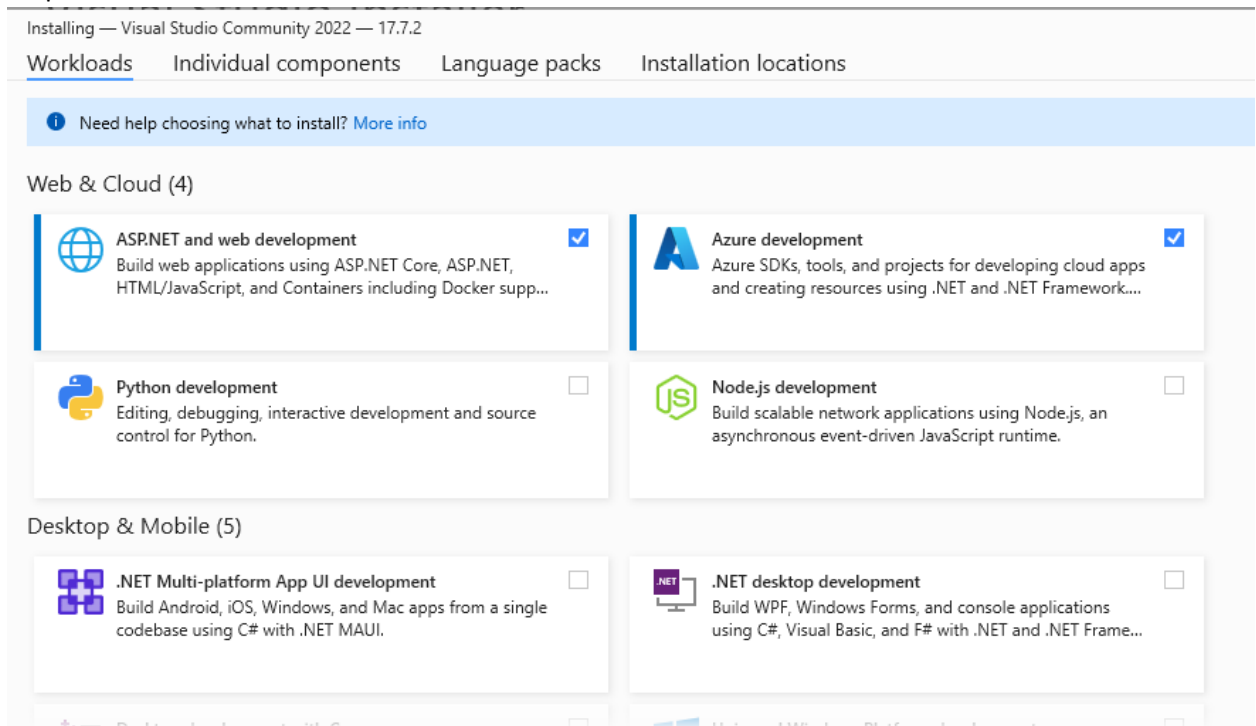 Installing — Visual Studio Community 2022 — 17.7.2
Workloads Individual components Language packs Installation locations
Need help choosing what to install? More info
Web & Cloud (4)
ASP.NET and web development
Build web applications using ASP.NET Core, ASP.NET,
HTML/JavaScript, and Containers including Docker supp...
Azure development
Azure SDKs, tools, and projects for developing cloud apps
and creating resources using .NET and .NET Framework....
Python development
Editing, debugging, interactive development and source
control for Python.
Node.js development
Build scalable network applications using Node.js, an
asynchronous event-driven JavaScript runtime.
JS
Desktop & Mobile (5)
.NET Multi-platform App UI development
Build Android, iOS, Windows, and Mac apps from a single
codebase using C# with .NET MAUI.
.NET
.NET desktop development
Build WPF, Windows Forms, and console applications
using C#, Visual Basic, and F# with .NET and .NET Frame...